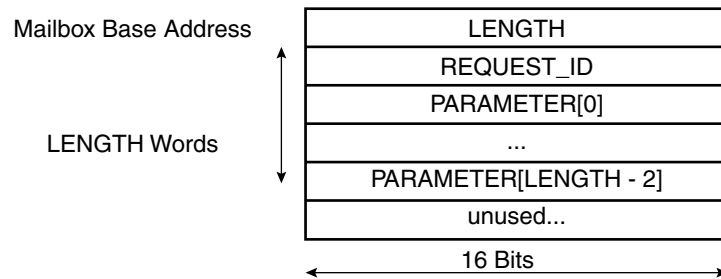 Mailbox Base Address
LENGTH
REQUEST_ID
PARAMETER[0]
...
LENGTH Words
PARAMETER[LENGTH - 2]
unused...
16 Bits